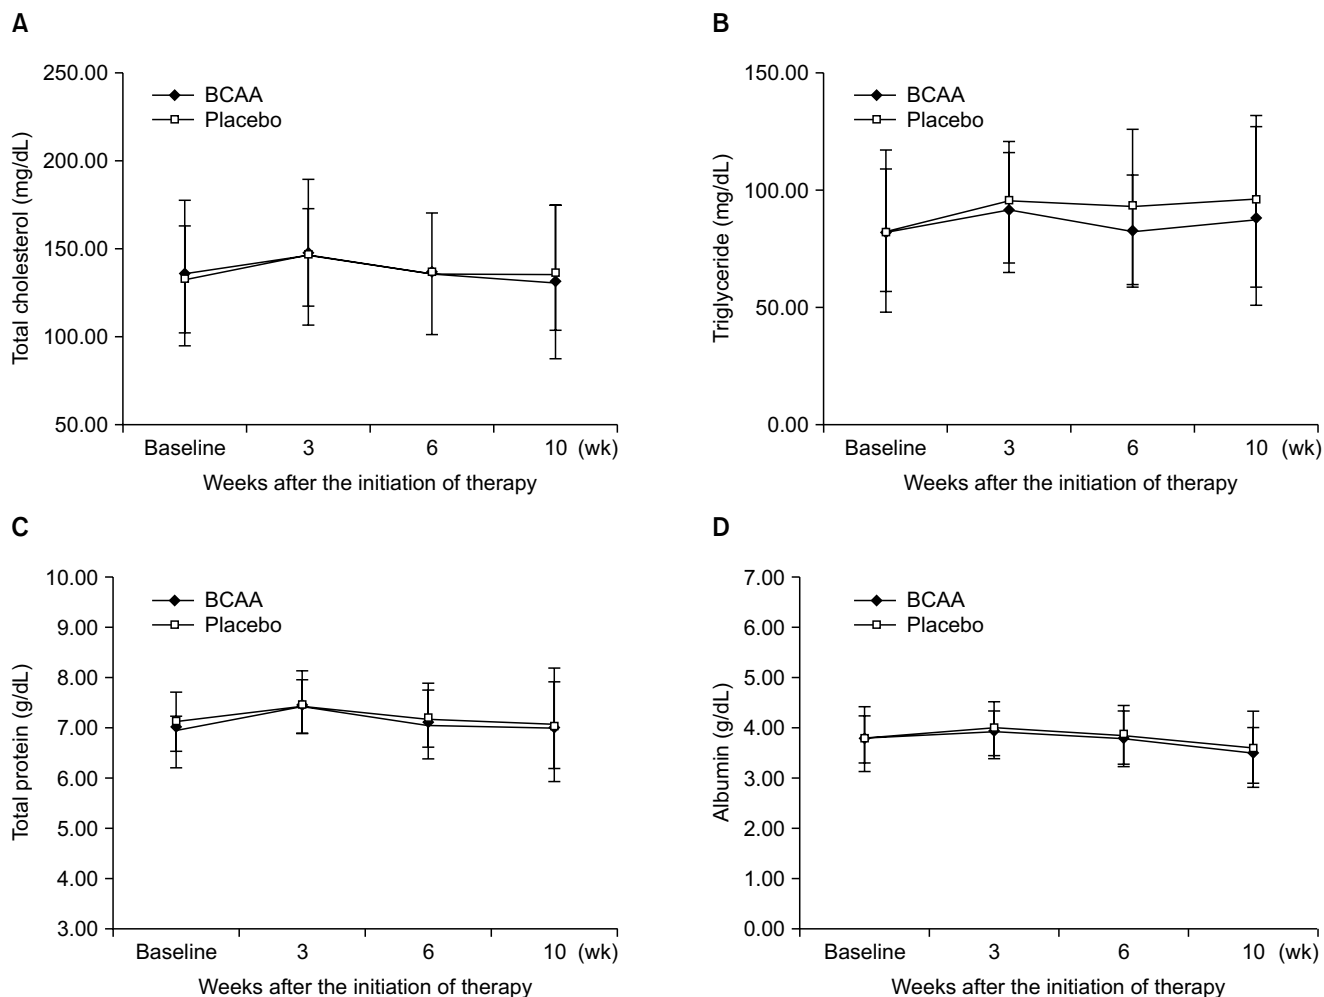 A
Total cholesterol (mg/dL)
250.00
200.00
150.00
100.00
50.00
BCAA
Placebo
Baseline 3 6 10 (wk)
Weeks after the initiation of therapy
B
Triglyceride (mg/dL)
150.00
100.00
50.00
0.00
BCAA
Placebo
Baseline 3 6 10 (wk)
Weeks after the initiation of therapy
C
Total protein (g/dL)
10.00
9.00
8.00
7.00
6.00
5.00
4.00
3.00
BCAA
Placebo
Baseline 3 6 10 (wk)
Weeks after the initiation of therapy
D
Albumin (g/dL)
7.00
6.00
5.00
4.00
3.00
2.00
1.00
0.00
BCAA
Placebo
Baseline 3 6 10 (wk)
Weeks after the initiation of therapy